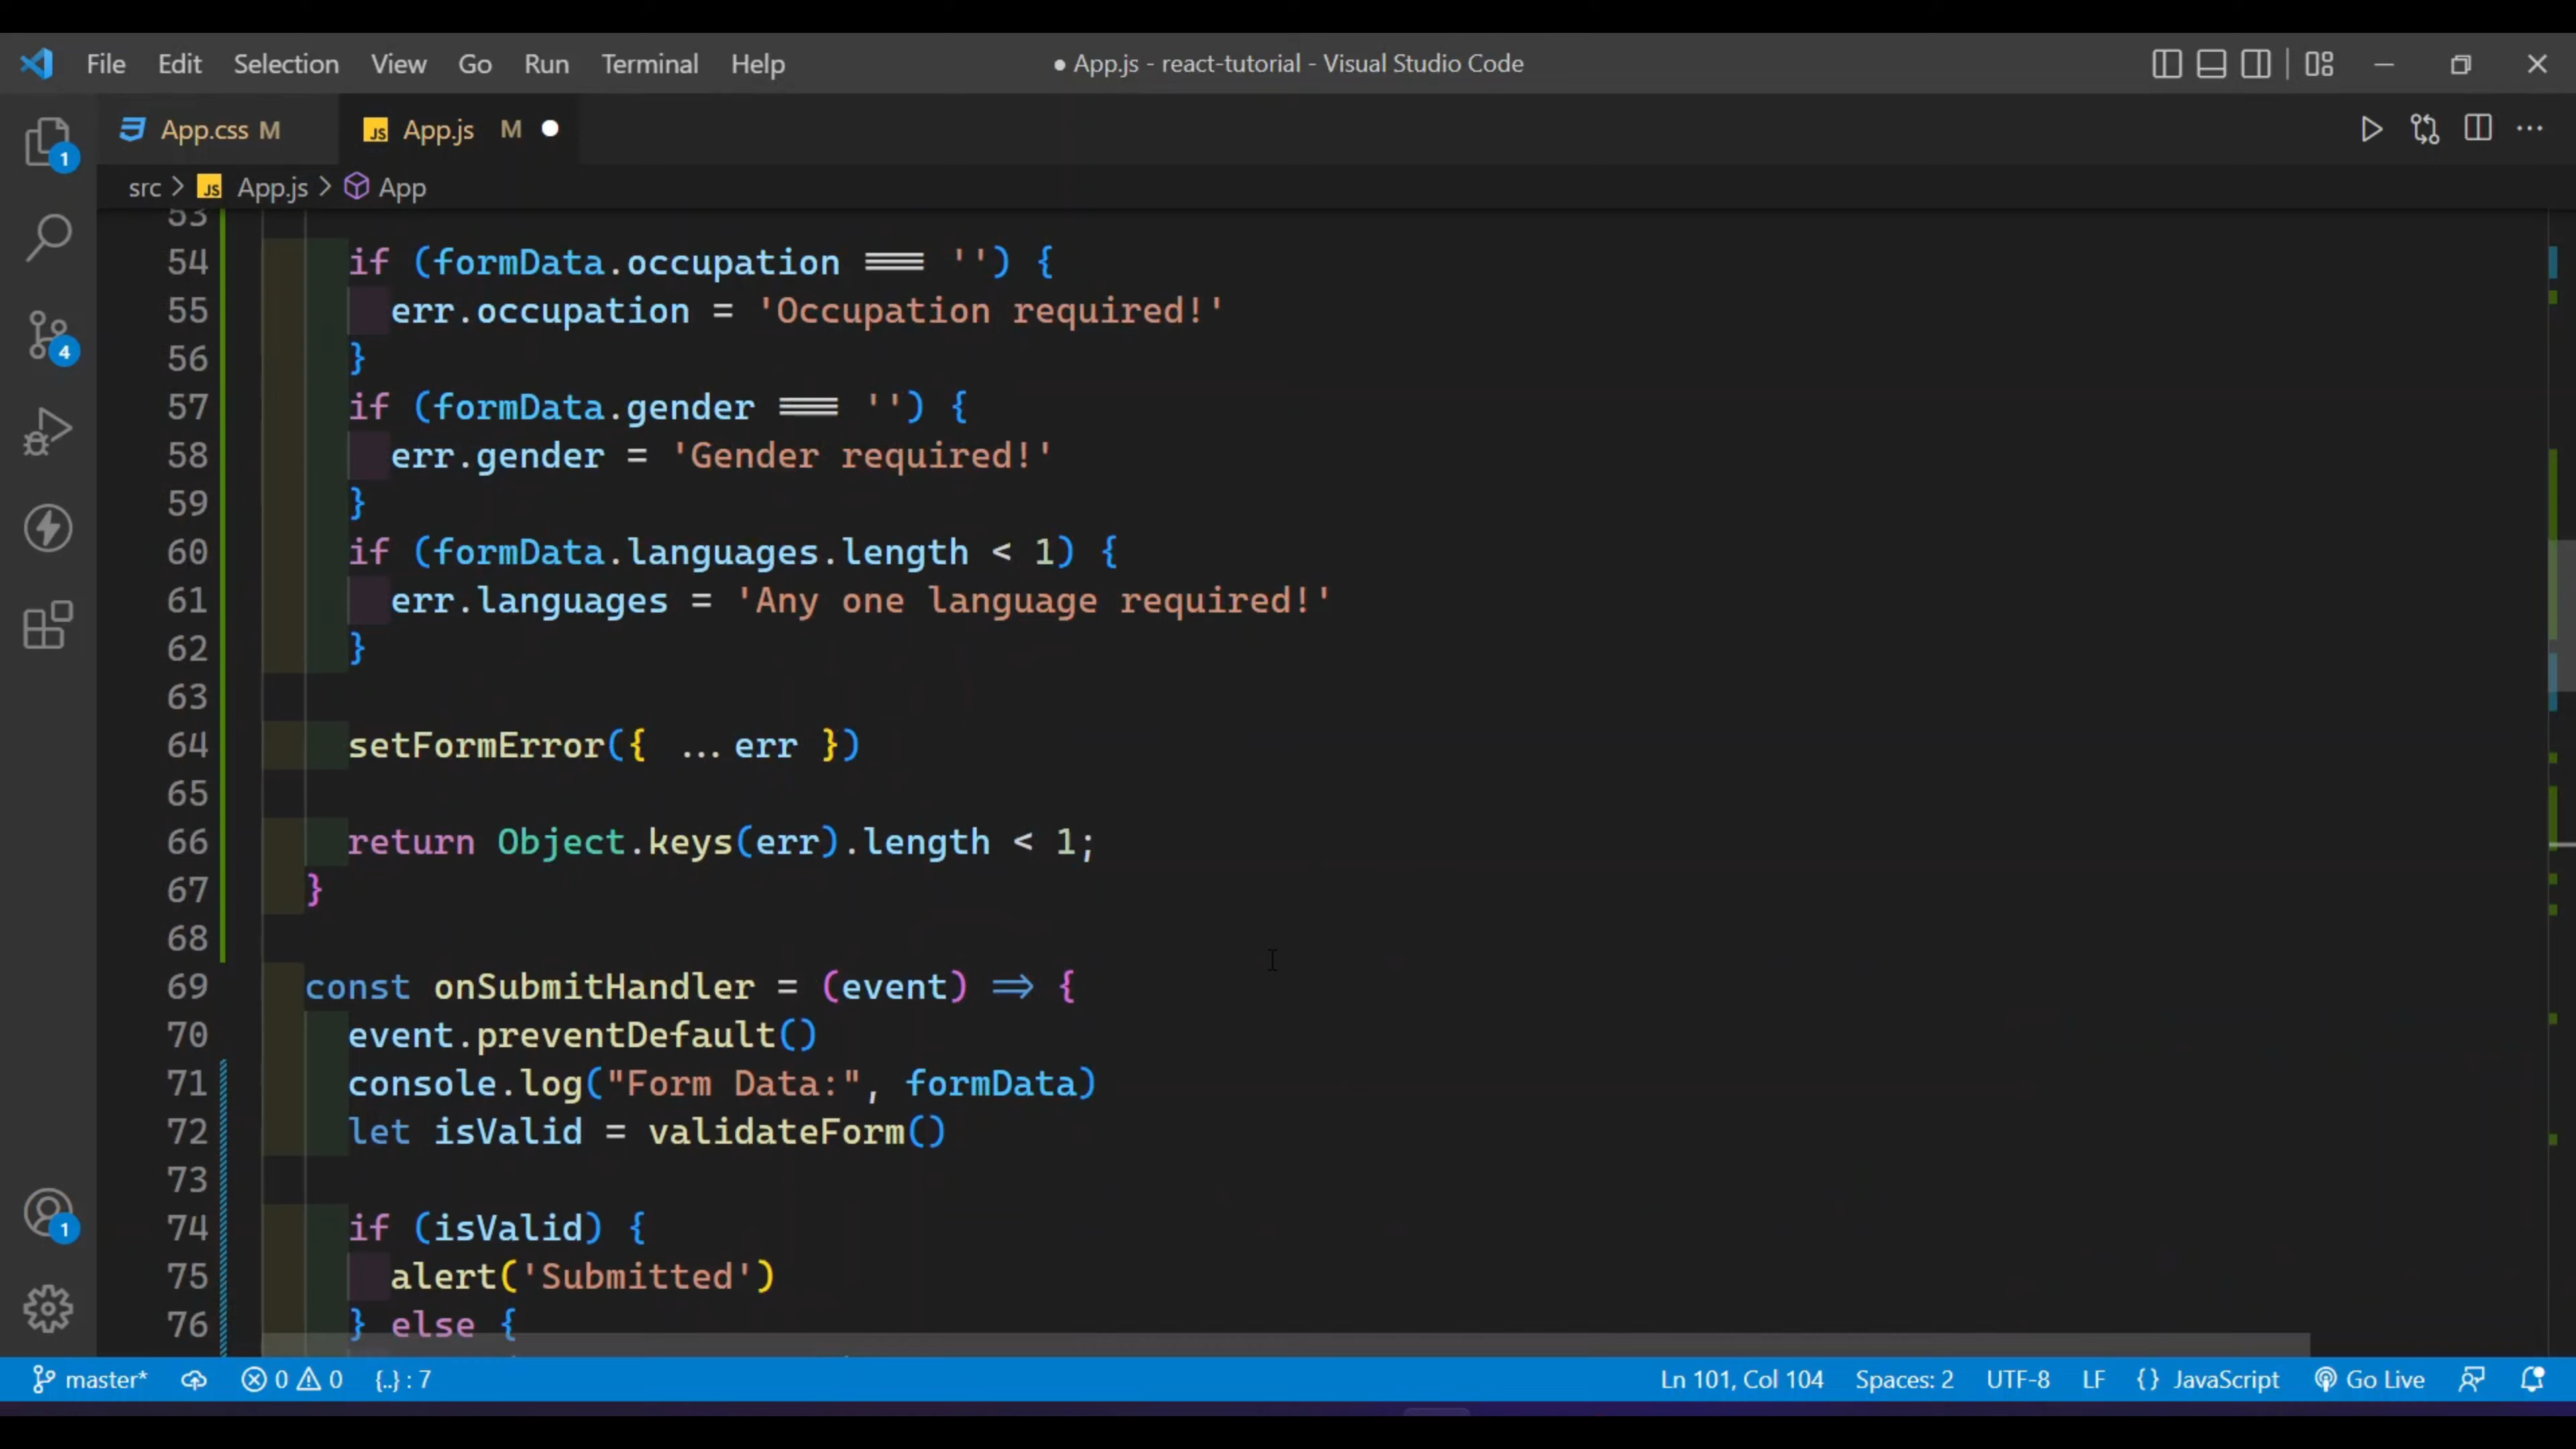 File Edit Selection View Go Run Terminal Help ● App.js - react-tutorial - Visual Studio Code
App.css M JS App.js M
src > JS App.js > App
53
54 if (formData.occupation === '') {
55 err.occupation = 'Occupation required!'
56 }
57 if (formData.gender === '') {
58 err.gender = 'Gender required!'
59 }
60 if (formData.languages.length < 1) {
61 err.languages = 'Any one language required!'
62 }
63
64 setFormError({ ...err })
65
66 return Object.keys(err).length < 1;
67 }
68
69 const onSubmitHandler = (event) => {
70 event.preventDefault()
71 console.log("Form Data:", formData)
72 let isValid = validateForm()
73
74 if (isValid) {
75 alert('Submitted')
76 } else {
1
4
1
master* 0 0 {..} : 7 Ln 101, Col 104 Spaces: 2 UTF-8 LF {} JavaScript Go Live